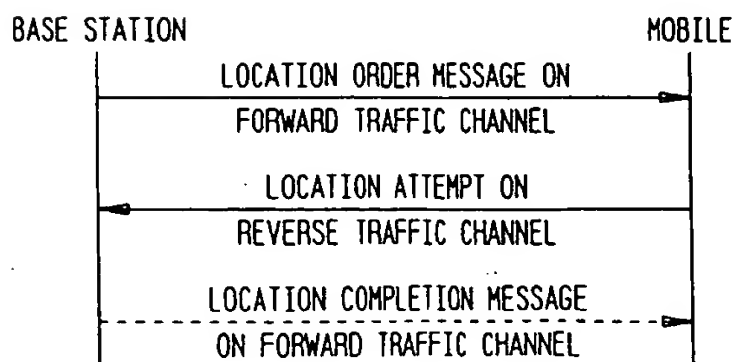 BASE STATION MOBILE
LOCATION ORDER MESSAGE ON
FORWARD TRAFFIC CHANNEL
LOCATION ATTEMPT ON
REVERSE TRAFFIC CHANNEL
LOCATION COMPLETION MESSAGE
ON FORWARD TRAFFIC CHANNEL